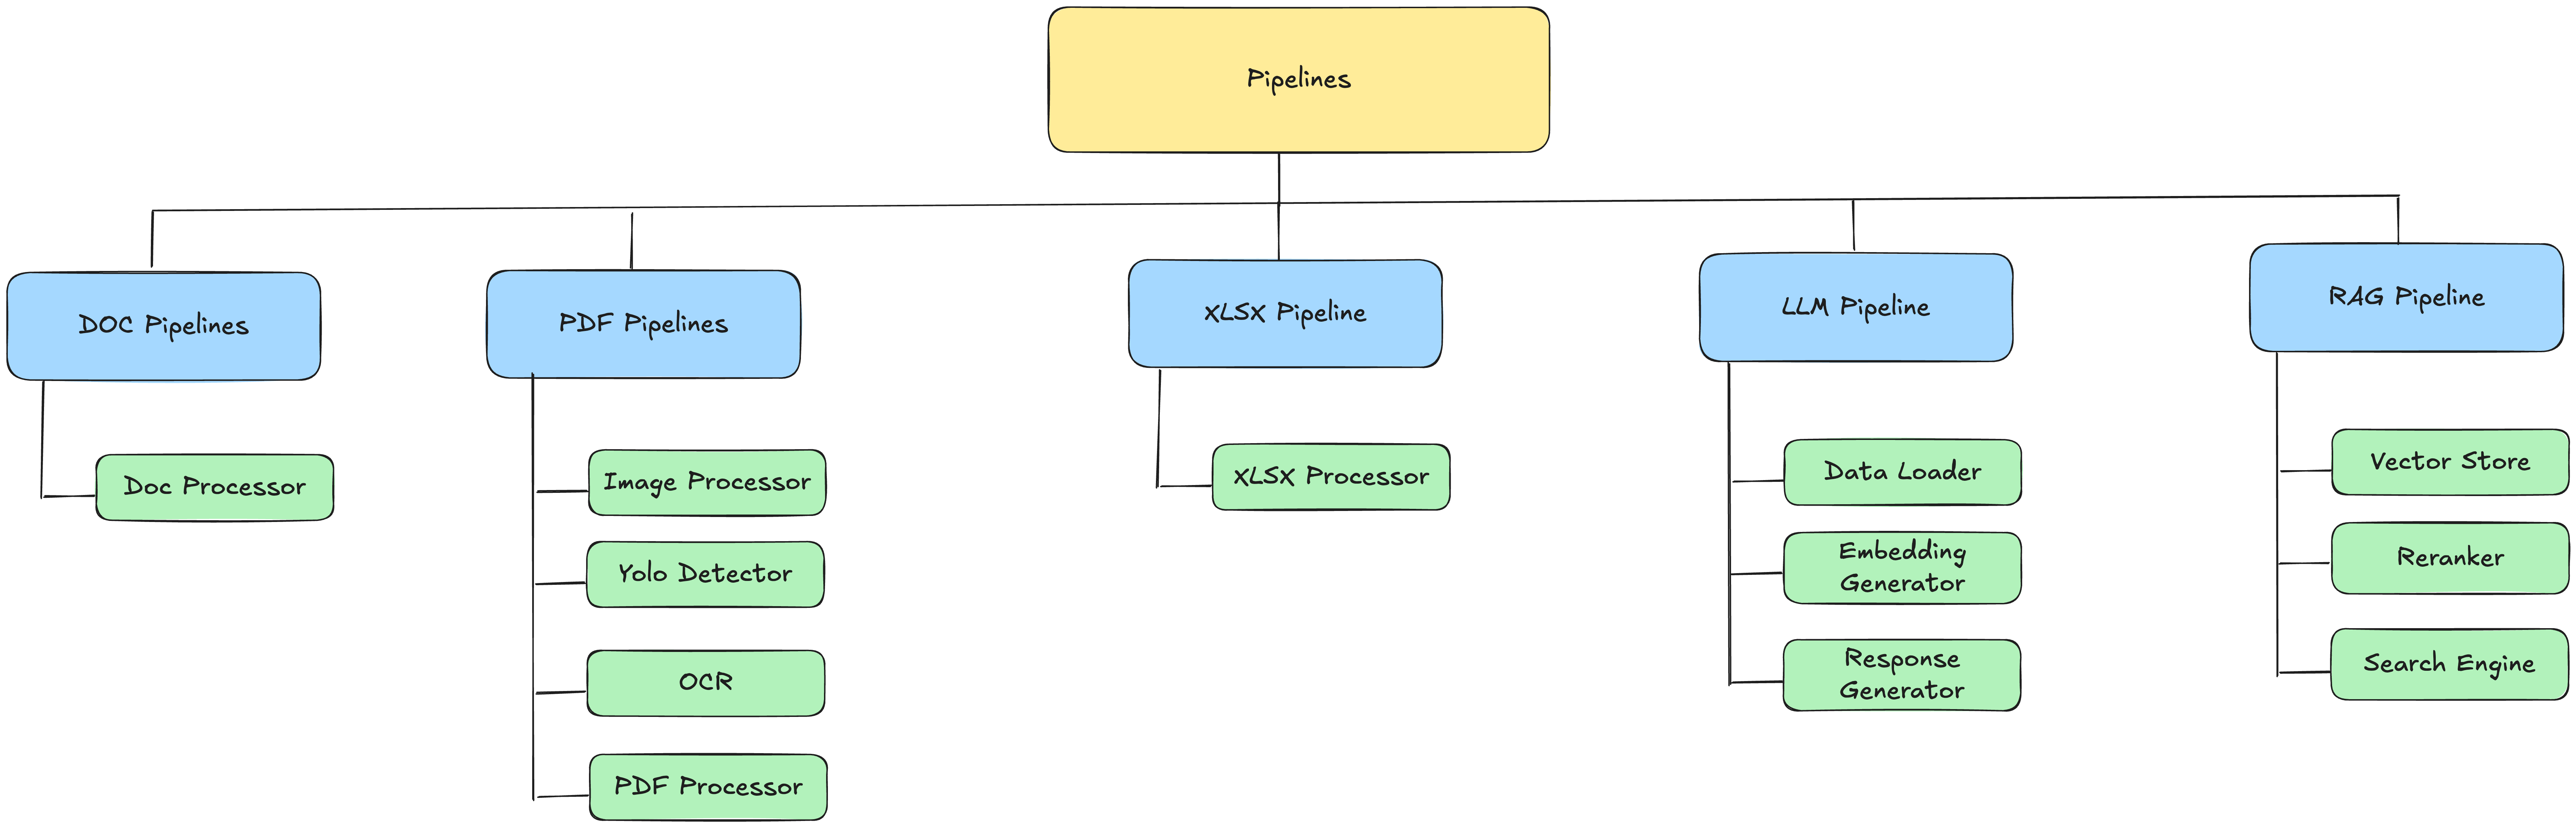 Pipelines
DOC Pipelines
PDF Pipelines
XLSX Pipeline
LLM Pipeline
RAG Pipeline
Doc Processor
Image Processor
Yolo Detector
OCR
PDF Processor
XLSX Processor
Data Loader
Embedding
Generator
Response
Generator
Vector Store
Reranker
Search Engine